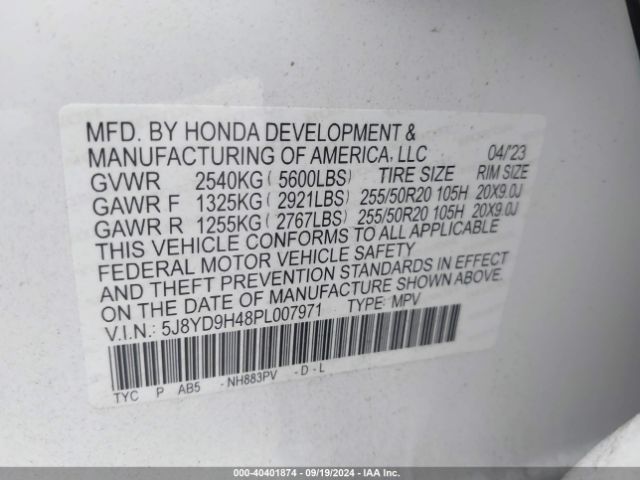 MFD. BY HONDA DEVELOPMENT &
MANUFACTURING OF AMERICA, LLC 04/'23
GVWR 2540KG ( 5600LBS) TIRE SIZE RIM SIZE
GAWR F 1325KG ( 2921LBS) 255/50R20 105H 20X9.0J
GAWR R 1255KG ( 2767LBS) 255/50R20 105H 20X9.0J
THIS VEHICLE CONFORMS TO ALL APPLICABLE
FEDERAL MOTOR VEHICLE SAFETY
AND THEFT PREVENTION STANDARDS IN EFFECT
ON THE DATE OF MANUFACTURE SHOWN ABOVE.
V.I.N.: 5J8YD9H48PL007971 TYPE: MPV
TYC P AB5 -NH883PV -D-L
000-40401874 - 09/19/2024 - IAA Inc.